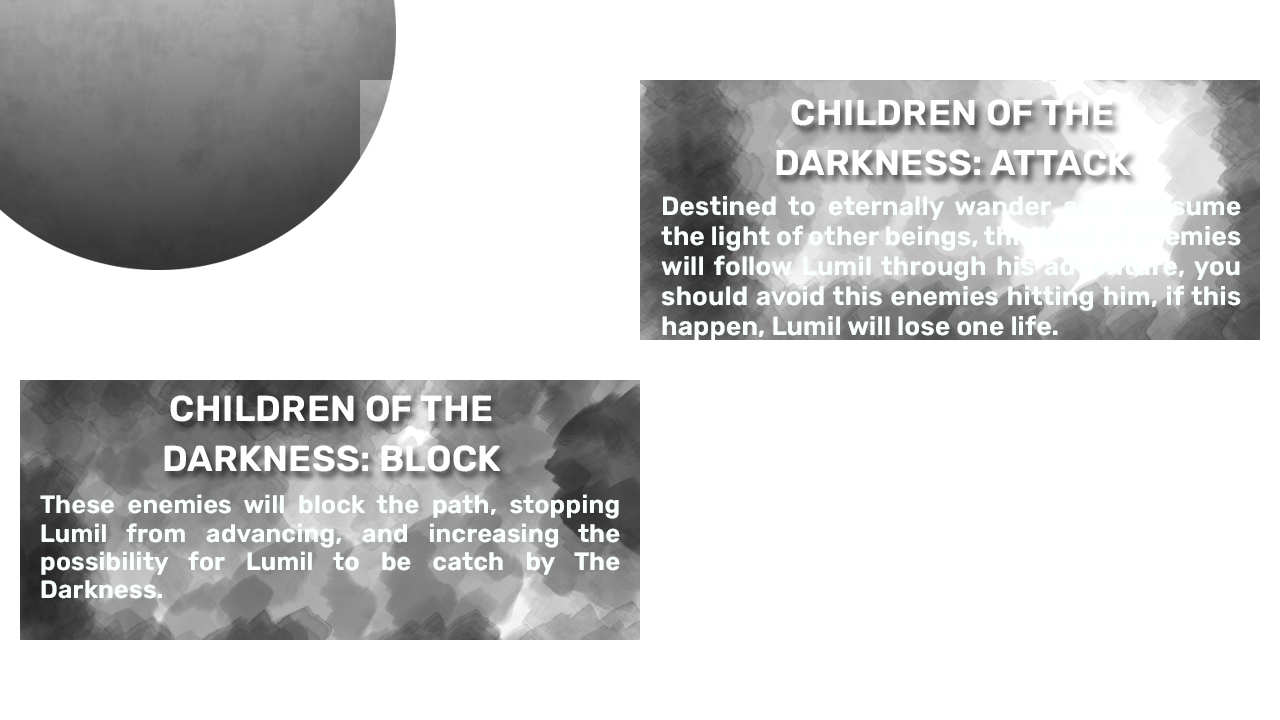 CHILDREN OF THE
DARKNESS: ATTACK
Destined to eternally wander and consume
the light of other beings, this kind of enemies
will follow Lumil through his adventure, you
should avoid this enemies hitting him, if this
happen, Lumil will lose one life.
CHILDREN OF THE
DARKNESS: BLOCK
These enemies will block the path, stopping
Lumil from advancing, and increasing the
possibility for Lumil to be catch by The
Darkness.